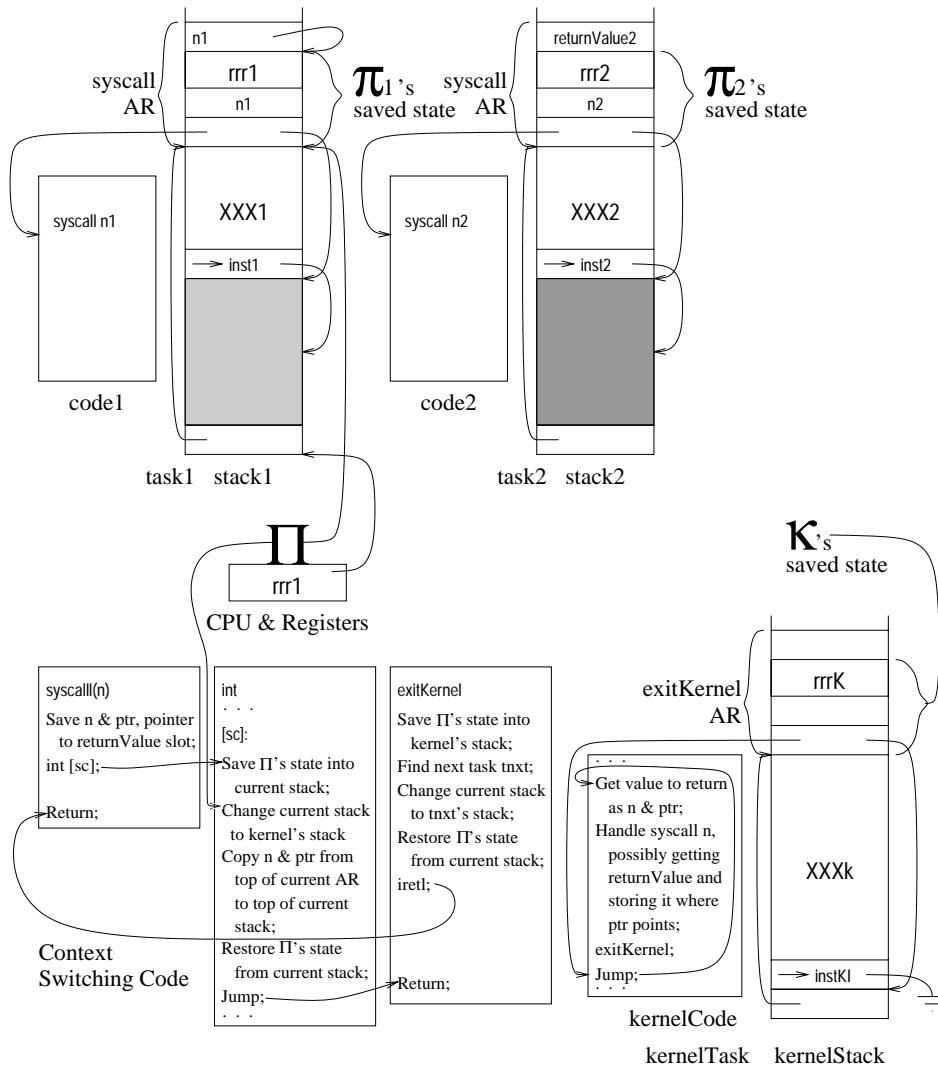 n1
rrr1
n1
syscall
AR
π1's
saved state
syscall n1
XXX1
inst1
code1
task1 stack1
returnValue2
rrr2
n2
syscall
AR
π2's
saved state
syscall n2
XXX2
inst2
code2
task2 stack2
Π
rrr1
CPU & Registers
κ's
saved state
syscalll(n)
Save n & ptr, pointer
to returnValue slot;
int [sc];
Return;
int
. . .
[sc]:
Save Π's state into
current stack;
Change current stack
to kernel's stack
Copy n & ptr from
top of current AR
to top of current
stack;
Restore Π's state
from current stack;
Jump;
. . .
exitKernel
Save Π's state into
kernel's stack;
Find next task tnxt;
Change current stack
to tnxt's stack;
Restore Π's state
from current stack;
iretl;
Return;
Context
Switching Code
exitKernel
AR
rrrK
. . .
Get value to return
as n & ptr;
Handle syscall n,
possibly getting
returnValue and
storing it where
ptr points;
exitKernel;
Jump;
. . .
XXXk
instKl
kernelCode
kernelTask kernelStack